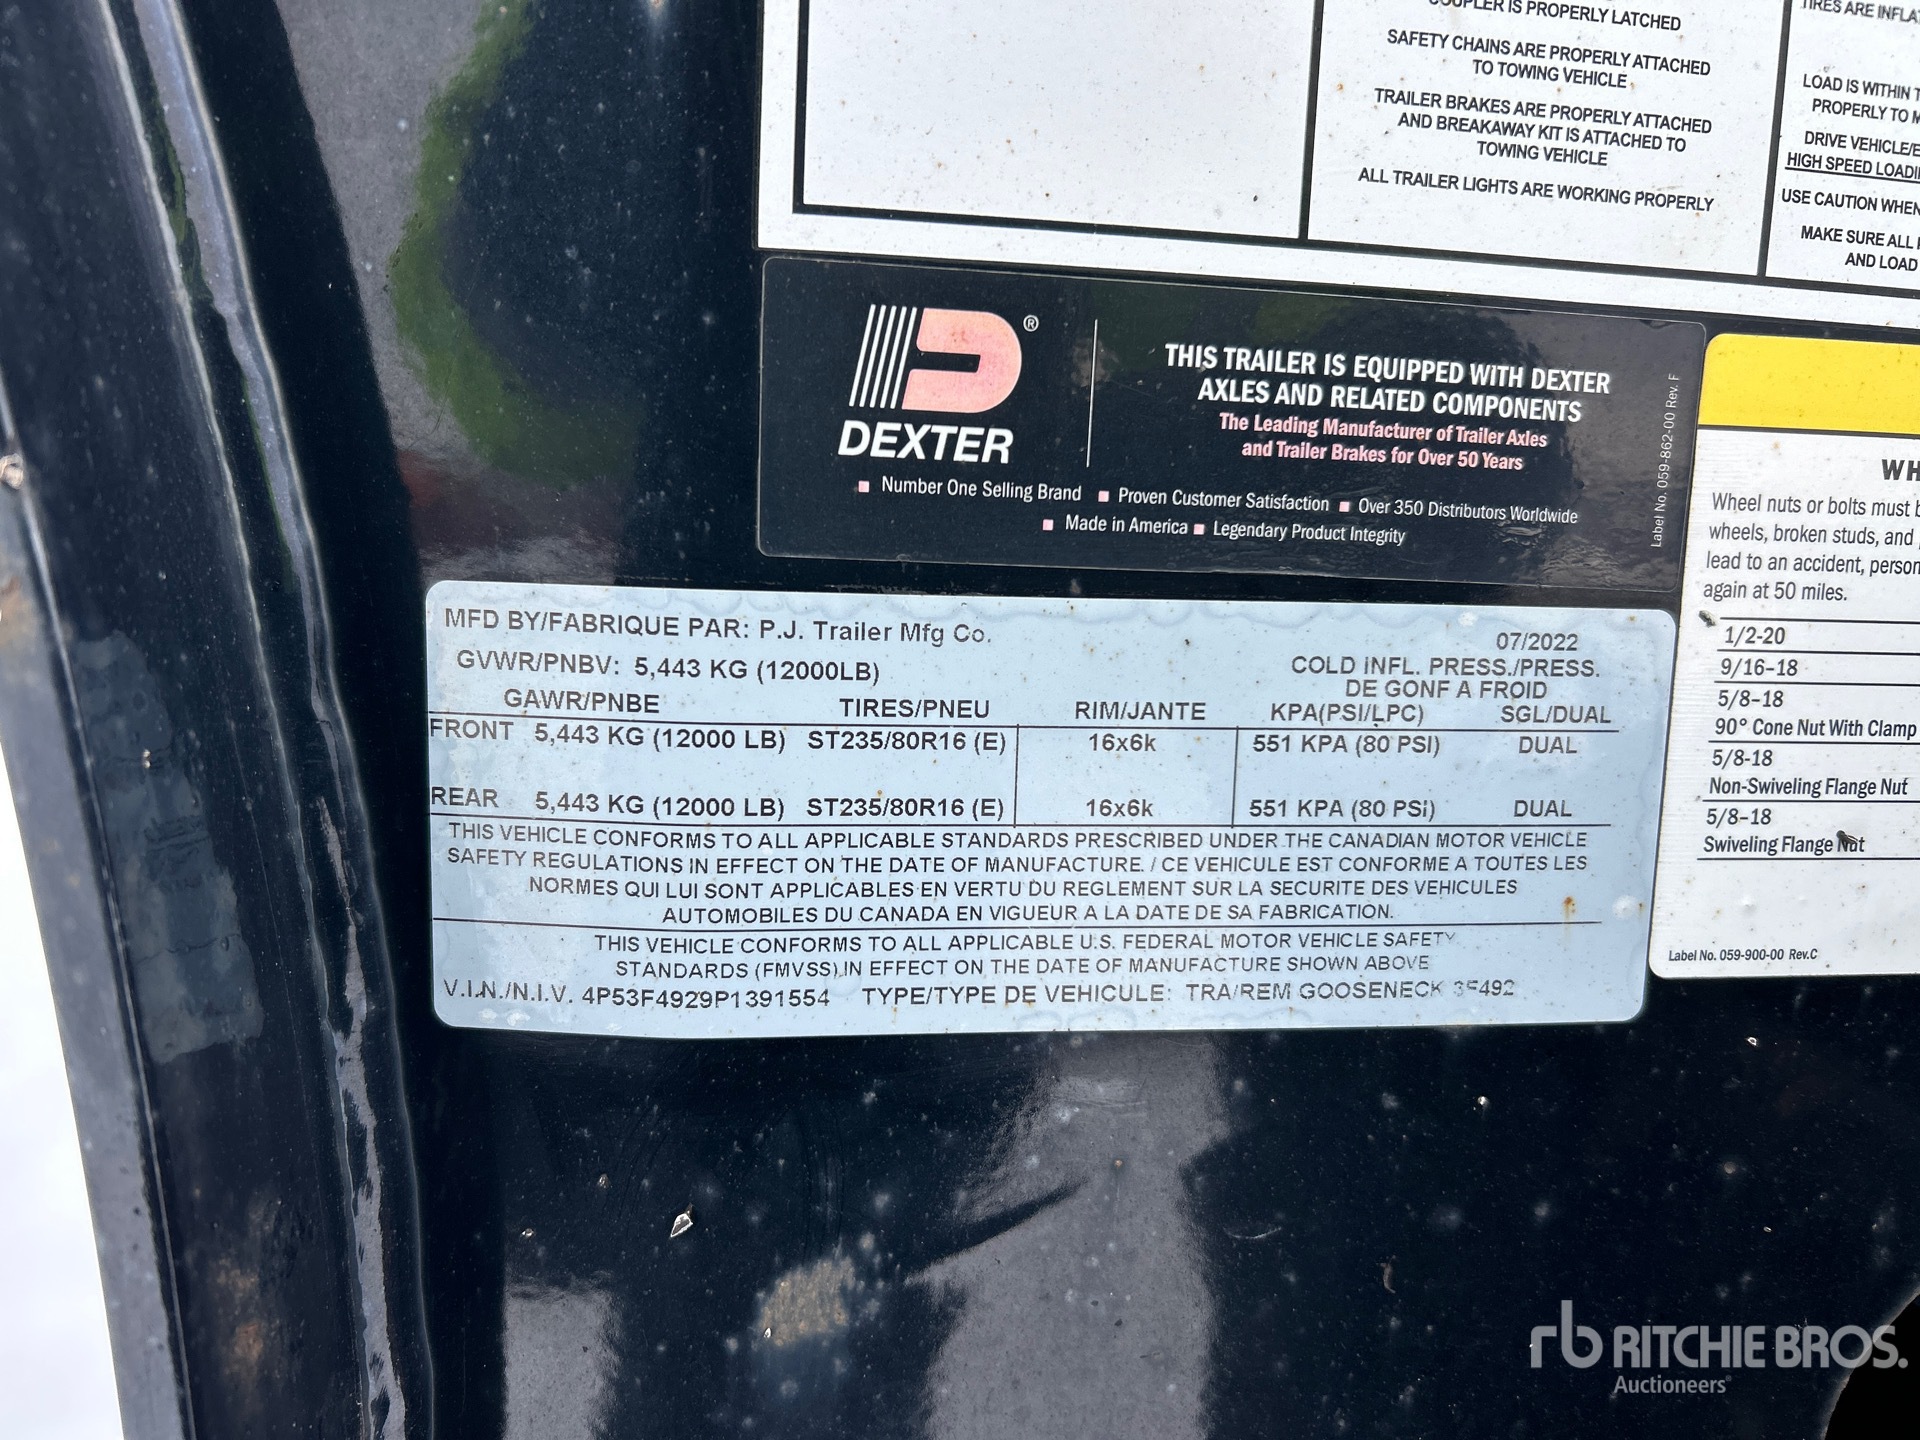 COUPLER IS PROPERLY LATCHED
SAFETY CHAINS ARE PROPERLY ATTACHED
TO TOWING VEHICLE
TRAILER BRAKES ARE PROPERLY ATTACHED
AND BREAKAWAY KIT IS ATTACHED TO
TOWING VEHICLE
ALL TRAILER LIGHTS ARE WORKING PROPERLY
TIRES ARE
LOAD IS WITHIN
PROPERLY TO
DRIVE
HIGH SPEED
USE CAUTION WHEN
MAKE SURE ALL
AND LOAD
DEXTER ®
THIS TRAILER IS EQUIPPED WITH DEXTER
AXLES AND RELATED COMPONENTS
The Leading Manufacturer of Trailer Axles
and Trailer Brakes for Over 50 Years
■ Number One Selling Brand ■ Proven Customer Satisfaction ■ Over 350 Distributors Worldwide
■ Made in America ■ Legendary Product Integrity
Label No. 059-862-00 Rev. F
Wheel nuts or bolts must
wheels, broken studs, and
lead to an accident,
again at 50 miles.
1/2-20
9/16-18
5/8-18
90° Cone Nut With Clamp
5/8-18
Non-Swiveling Flange Nut
5/8-18
Swiveling Flange Nut
Label No. 059-900-00 Rev.C
MFD BY/FABRIQUE PAR: P.J. Trailer Mfg Co. 07/2022
GVWR/PNBV: 5,443 KG (12000LB) COLD INFL. PRESS./PRESS.
DE GONF A FROID
GAWR/PNBE TIRES/PNEU RIM/JANTE KPA(PSI/LPC) SGL/DUAL
FRONT 5,443 KG (12000 LB) ST235/80R16 (E) 16x6k 551 KPA (80 PSI) DUAL
REAR 5,443 KG (12000 LB) ST235/80R16 (E) 16x6k 551 KPA (80 PSI) DUAL
THIS VEHICLE CONFORMS TO ALL APPLICABLE STANDARDS PRESCRIBED UNDER THE CANADIAN MOTOR VEHICLE
SAFETY REGULATIONS IN EFFECT ON THE DATE OF MANUFACTURE. / CE VEHICULE EST CONFORME A TOUTES LES
NORMES QUI LUI SONT APPLICABLES EN VERTU DU REGLEMENT SUR LA SECURITE DES VEHICULES
AUTOMOBILES DU CANADA EN VIGUEUR A LA DATE DE SA FABRICATION.
THIS VEHICLE CONFORMS TO ALL APPLICABLE U.S. FEDERAL MOTOR VEHICLE SAFETY
STANDARDS (FMVSS) IN EFFECT ON THE DATE OF MANUFACTURE SHOWN ABOVE
V.I.N./N.I.V. 4P53F4929P1391554 TYPE/TYPE DE VEHICULE: TRA/REM GOOSENECK 3F492
rb RITCHIE BROS.
Auctioneers